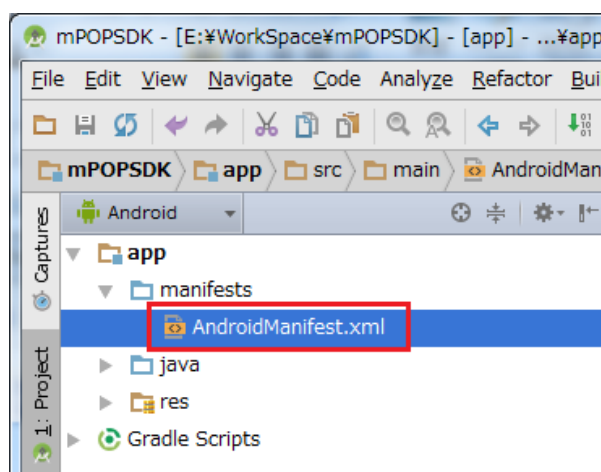 mPOPSDK - [E:¥WorkSpace¥mPOPSDK] - [app] - ...¥app
File Edit View Navigate Code Analyze Refactor Bui
mPOPSDK app src main AndroidMan
Captures
Android
app
manifests
AndroidManifest.xml
java
res
Gradle Scripts
1: Project